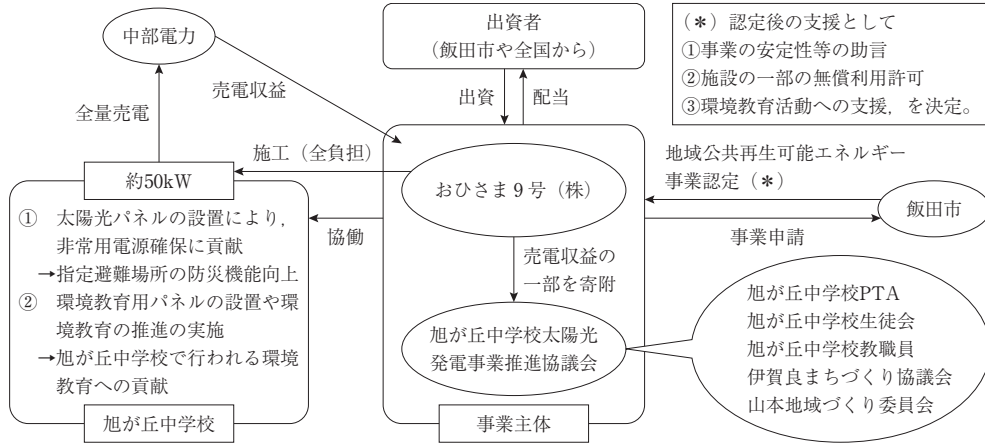 中部電力
売電収益
全量売電
出資者
（飯田市や全国から）
出資
配当
（＊）認定後の支援として
①事業の安定性等の助言
②施設の一部の無償利用許可
③環境教育活動への支援，を決定。
施工（全負担）
約50kW
①　太陽光パネルの設置により，
非常用電源確保に貢献
→指定避難場所の防災機能向上
②　環境教育用パネルの設置や環
境教育の推進の実施
→旭が丘中学校で行われる環境
教育への貢献
旭が丘中学校
協働
おひさま９号（株）
売電収益の
一部を寄附
旭が丘中学校太陽光
発電事業推進協議会
事業主体
地域公共再生可能エネルギー
事業認定（＊）
飯田市
事業申請
旭が丘中学校PTA
旭が丘中学校生徒会
旭が丘中学校教職員
伊賀良まちづくり協議会
山本地域づくり委員会